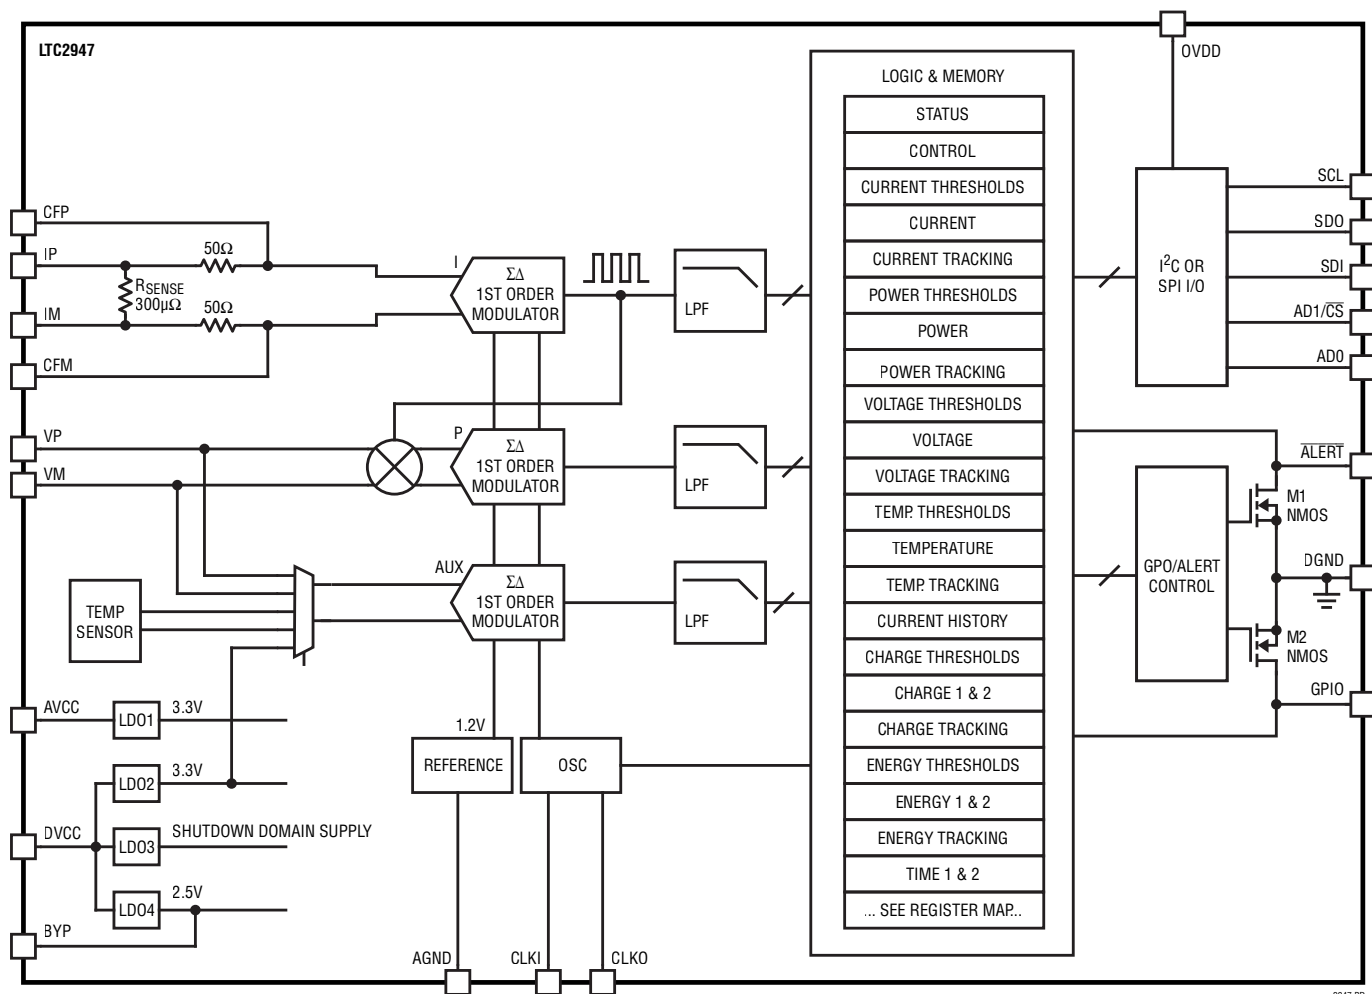 LTC2947
OVDD
LOGIC & MEMORY
STATUS
CONTROL
CURRENT THRESHOLDS
CURRENT
CURRENT TRACKING
POWER THRESHOLDS
POWER
POWER TRACKING
VOLTAGE THRESHOLDS
VOLTAGE
VOLTAGE TRACKING
TEMP. THRESHOLDS
TEMPERATURE
TEMP. TRACKING
CURRENT HISTORY
CHARGE THRESHOLDS
CHARGE 1 & 2
CHARGE TRACKING
ENERGY THRESHOLDS
ENERGY 1 & 2
ENERGY TRACKING
TIME 1 & 2
... SEE REGISTER MAP...
CFP
IP
50Ω
RSENSE
300µΩ
50Ω
IM
CFM
I
ΣΔ
1ST ORDER
MODULATOR
LPF
VP
VM
P
ΣΔ
1ST ORDER
MODULATOR
LPF
AUX
ΣΔ
1ST ORDER
MODULATOR
LPF
TEMP
SENSOR
AVCC
LDO1
3.3V
LDO2
3.3V
DVCC
LDO3
SHUTDOWN DOMAIN SUPPLY
LDO4
2.5V
BYP
1.2V
REFERENCE
OSC
AGND
CLKI
CLKO
I²C OR
SPI I/O
SCL
SDO
SDI
AD1/C̅S̅
AD0
A̅L̅E̅R̅T̅
M1
NMOS
GPO/ALERT
CONTROL
DGND
M2
NMOS
GPIO